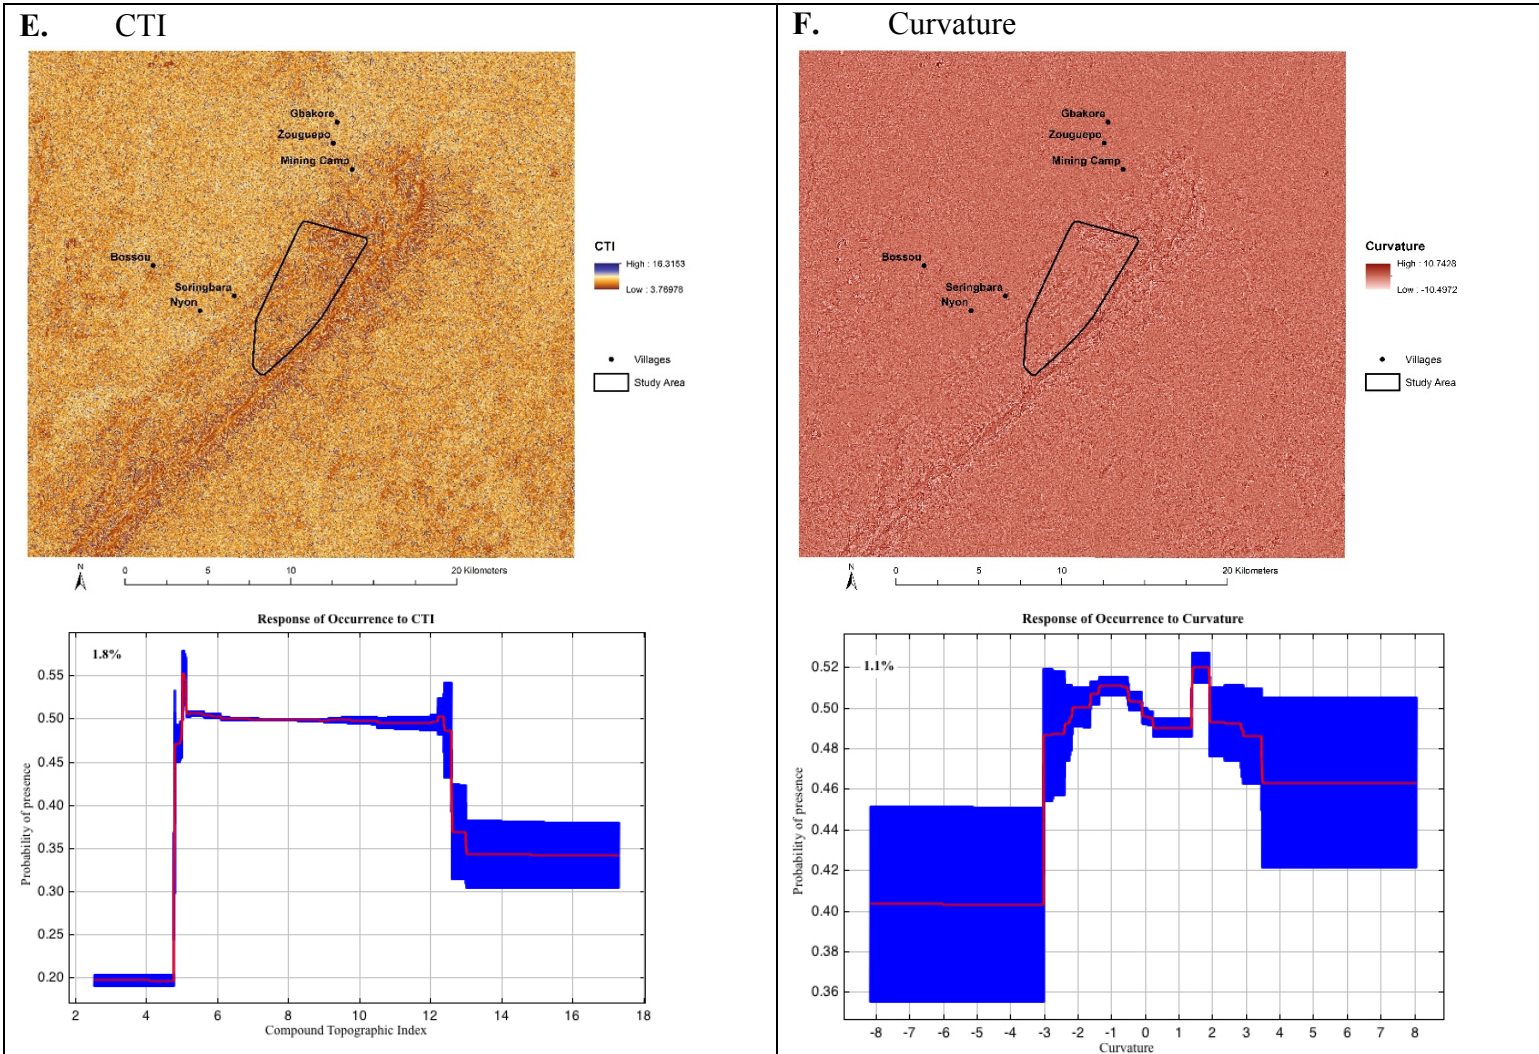 E. CTI
Gbakore
Zouguepo
Mining Camp
Bossou
Seringbara
Nyon
CTI
High : 16.3153
Low : 3.76978
Villages
Study Area
N
0 5 10 20 Kilometers
Response of Occurrence to CTI
1.8%
Probability of presence
0.55
0.50
0.45
0.40
0.35
0.30
0.25
0.20
2 4 6 8 10 12 14 16 18
Compound Topographic Index
F. Curvature
Gbakore
Zouguepo
Mining Camp
Bossou
Seringbara
Nyon
Curvature
High : 10.7428
Low : -10.4972
Villages
Study Area
N
0 5 10 20 Kilometers
Response of Occurrence to Curvature
1.1%
Probability of presence
0.52
0.50
0.48
0.46
0.44
0.42
0.40
0.38
0.36
-8 -7 -6 -5 -4 -3 -2 -1 0 1 2 3 4 5 6 7 8
Curvature